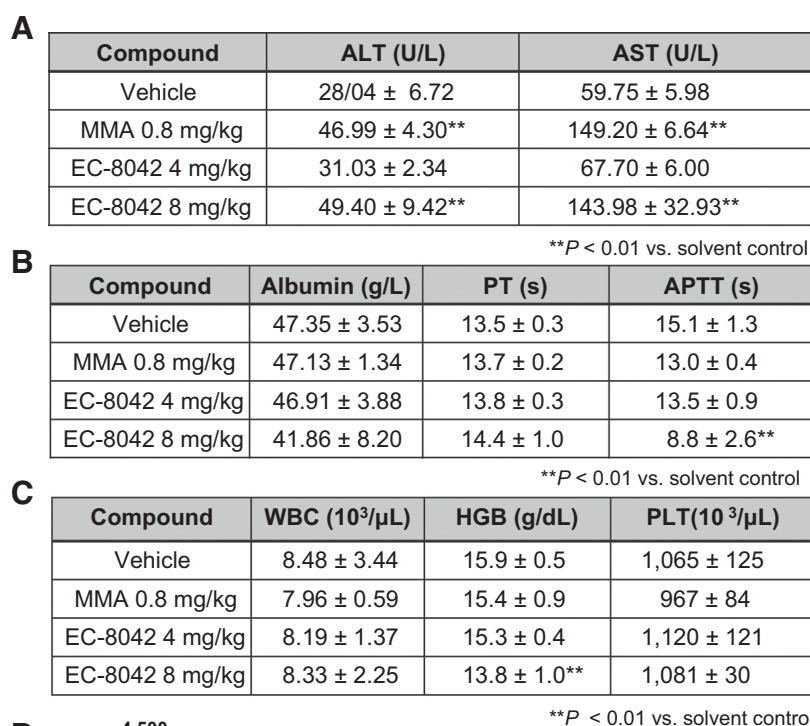 A
Compound ALT (U/L) AST (U/L)
Vehicle 28/04 ± 6.72 59.75 ± 5.98
MMA 0.8 mg/kg 46.99 ± 4.30** 149.20 ± 6.64**
EC-8042 4 mg/kg 31.03 ± 2.34 67.70 ± 6.00
EC-8042 8 mg/kg 49.40 ± 9.42** 143.98 ± 32.93**
**P < 0.01 vs. solvent control
B
Compound Albumin (g/L) PT (s) APTT (s)
Vehicle 47.35 ± 3.53 13.5 ± 0.3 15.1 ± 1.3
MMA 0.8 mg/kg 47.13 ± 1.34 13.7 ± 0.2 13.0 ± 0.4
EC-8042 4 mg/kg 46.91 ± 3.88 13.8 ± 0.3 13.5 ± 0.9
EC-8042 8 mg/kg 41.86 ± 8.20 14.4 ± 1.0 8.8 ± 2.6**
**P < 0.01 vs. solvent control
C
Compound WBC (10³/µL) HGB (g/dL) PLT(10 ³/µL)
Vehicle 8.48 ± 3.44 15.9 ± 0.5 1,065 ± 125
MMA 0.8 mg/kg 7.96 ± 0.59 15.4 ± 0.9 967 ± 84
EC-8042 4 mg/kg 8.19 ± 1.37 15.3 ± 0.4 1,120 ± 121
EC-8042 8 mg/kg 8.33 ± 2.25 13.8 ± 1.0** 1,081 ± 30
**P < 0.01 vs. solvent contro